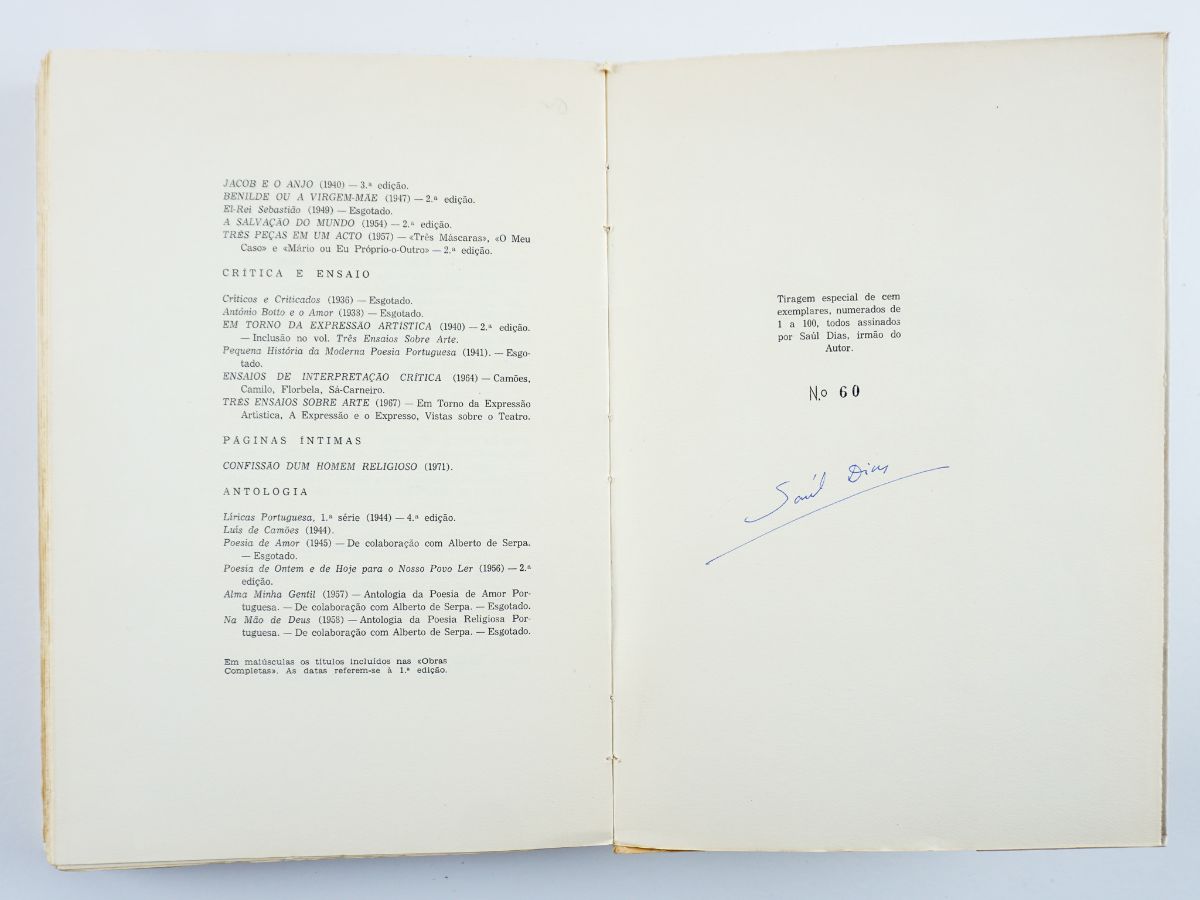 JACOB E O ANJO (1940) — 3.ª edição.
BENILDE OU A VIRGEM-MÃE (1947) — 2.ª edição.
El-Rei Sebastião (1949) — Esgotado.
A SALVAÇÃO DO MUNDO (1954) — 2.ª edição.
TRÊS PEÇAS EM UM ACTO (1957) — «Três Máscaras», «O Meu
Caso» e «Mário ou Eu Próprio-o-Outro» — 2.ª edição.
CRÍTICA E ENSAIO
Críticos e Criticados (1936) — Esgotado.
António Botto e o Amor (1938) — Esgotado.
EM TORNO DA EXPRESSÃO ARTÍSTICA (1940) — 2.ª edição.
— Inclusão no vol. Três Ensaios Sobre Arte.
Pequena História da Moderna Poesia Portuguesa (1941). — Esgo-
tado.
ENSAIOS DE INTERPRETAÇÃO CRÍTICA (1964) — Camões,
Camilo, Florbela, Sá-Carneiro.
TRÊS ENSAIOS SOBRE ARTE (1967) — Em Torno da Expressão
Artística, A Expressão e o Expresso, Vistas sobre o Teatro.
PÁGINAS ÍNTIMAS
CONFISSÃO DUM HOMEM RELIGIOSO (1971).
ANTOLOGIA
Líricas Portuguesa, 1.ª série (1944) — 4.ª edição.
Luís de Camões (1944).
Poesia de Amor (1945) — De colaboração com Alberto de Serpa.
— Esgotado.
Poesia de Ontem e de Hoje para o Nosso Povo Ler (1956) — 2.ª
edição.
Alma Minha Gentil (1957) — Antologia da Poesia de Amor Por-
tuguesa. — De colaboração com Alberto de Serpa. — Esgotado.
Na Mão de Deus (1958) — Antologia da Poesia Religiosa Por-
tuguesa. — De colaboração com Alberto de Serpa. — Esgotado.
Em maiúsculas os títulos incluídos nas «Obras
Completas». As datas referem-se à 1.ª edição.
Tiragem especial de cem
exemplares, numerados de
1 a 100, todos assinados
por Saúl Dias, irmão do
Autor.
N.º 60
Saúl Dias